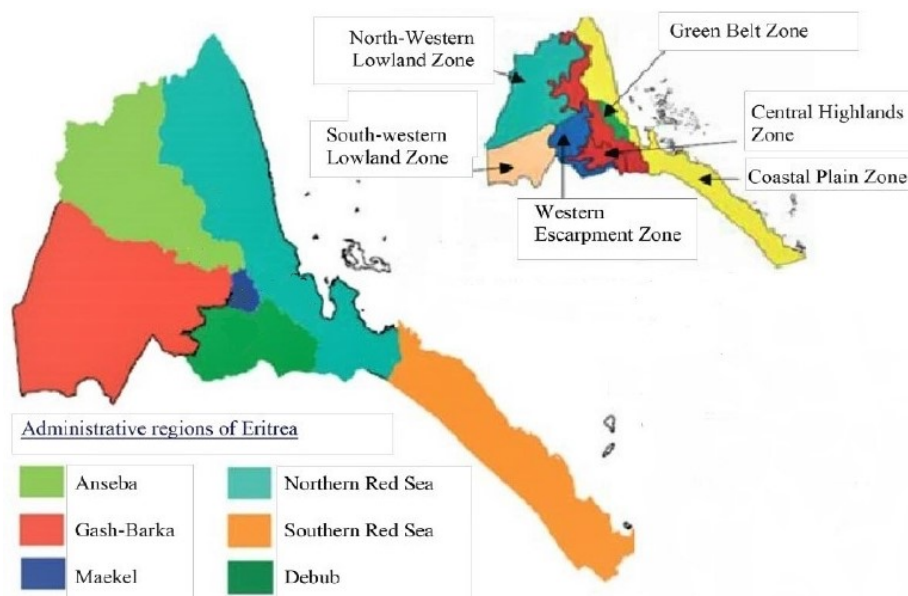 North-Western
Lowland Zone
Green Belt Zone
South-western
Lowland Zone
Central Highlands
Zone
Coastal Plain Zone
Western
Escarpment Zone
Administrative regions of Eritrea
Anseba
Northern Red Sea
Gash-Barka
Southern Red Sea
Maekel
Debub